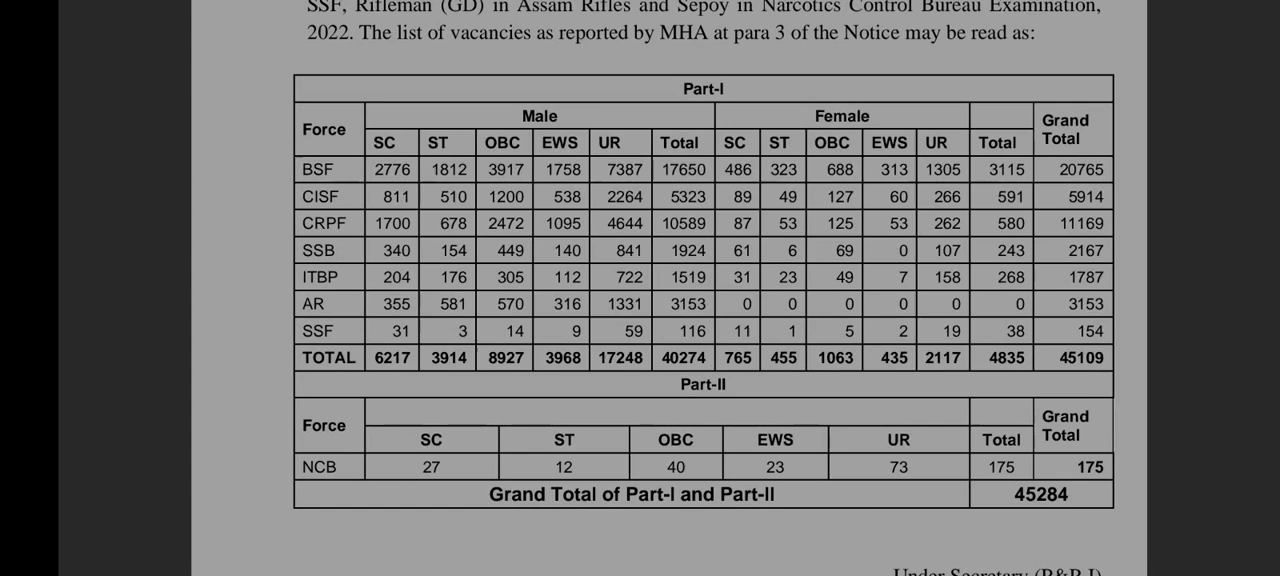 SSF, Rifleman (GD) in Assam Rifles and Sepoy in Narcotics Control Bureau Examination,
2022. The list of vacancies as reported by MHA at para 3 of the Notice may be read as:
Part-I
Force Male Female Grand Total
SC ST OBC EWS UR Total SC ST OBC EWS UR Total
BSF 2776 1812 3917 1758 7387 17650 486 323 688 313 1305 3115 20765
CISF 811 510 1200 538 2264 5323 89 49 127 60 266 591 5914
CRPF 1700 678 2472 1095 4644 10589 87 53 125 53 262 580 11169
SSB 340 154 449 140 841 1924 61 6 69 0 107 243 2167
ITBP 204 176 305 112 722 1519 31 23 49 7 158 268 1787
AR 355 581 570 316 1331 3153 0 0 0 0 0 0 3153
SSF 31 3 14 9 59 116 11 1 5 2 19 38 154
TOTAL 6217 3914 8927 3968 17248 40274 765 455 1063 435 2117 4835 45109
Part-II
Force Grand Total
SC ST OBC EWS UR Total
NCB 27 12 40 23 73 175 175
Grand Total of Part-I and Part-II 45284
Under Secretary (R&R-I)